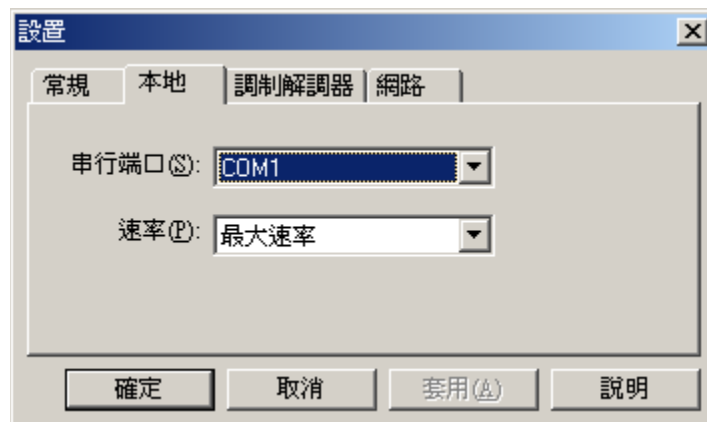 設置
常規 本地 調制解調器 網路
串行端口(S): COM1
速率(P): 最大速率
確定 取消 套用(A) 說明